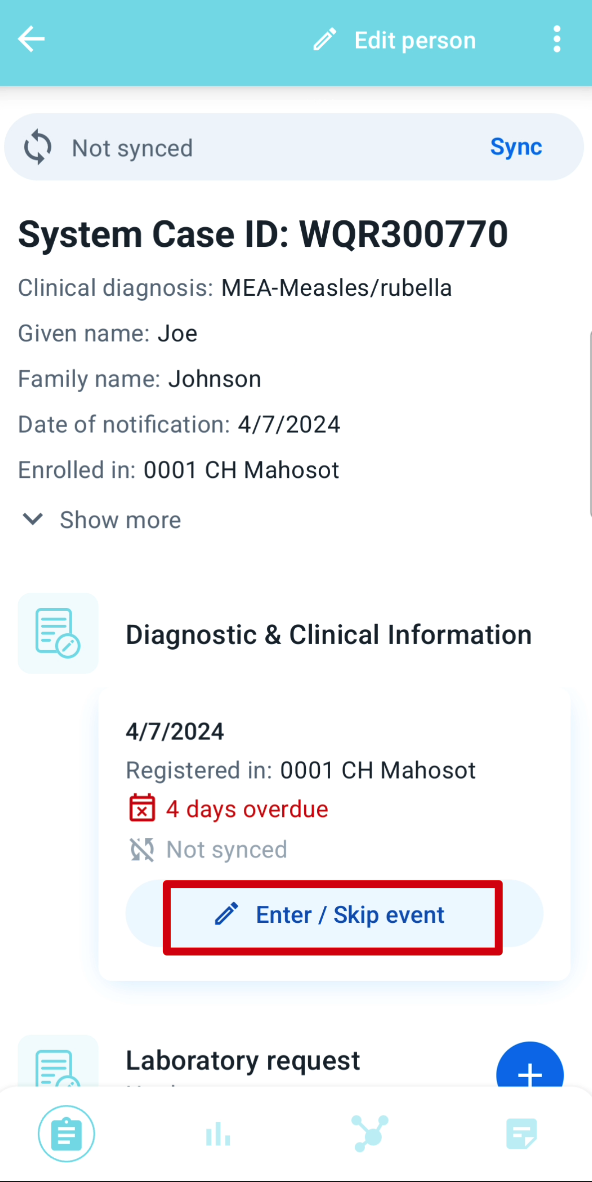 Edit person
Not synced
Sync
System Case ID: WQR300770
Clinical diagnosis: MEA-Measles/rubella
Given name: Joe
Family name: Johnson
Date of notification: 4/7/2024
Enrolled in: 0001 CH Mahosot
Show more
Diagnostic & Clinical Information
4/7/2024
Registered in: 0001 CH Mahosot
4 days overdue
Not synced
Enter / Skip event
Laboratory request